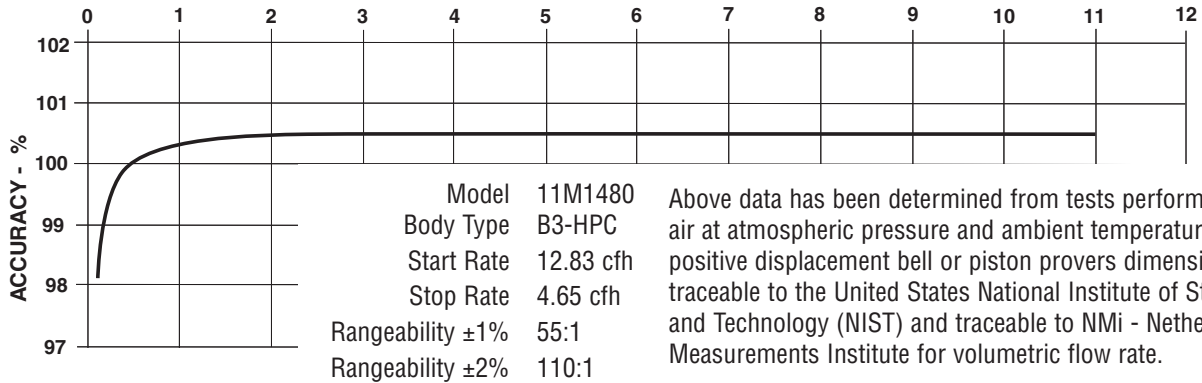 0 1 2 3 4 5 6 7 8 9 10 11 12
102
101
100
99
98
97
ACCURACY - %
Model 11M1480
Body Type B3-HPC
Start Rate 12.83 cfh
Stop Rate 4.65 cfh
Rangeability ±1% 55:1
Rangeability ±2% 110:1
Above data has been determined from tests perform
air at atmospheric pressure and ambient temperatur
positive displacement bell or piston provers dimensi
traceable to the United States National Institute of S
and Technology (NIST) and traceable to NMi - Nethe
Measurements Institute for volumetric flow rate.